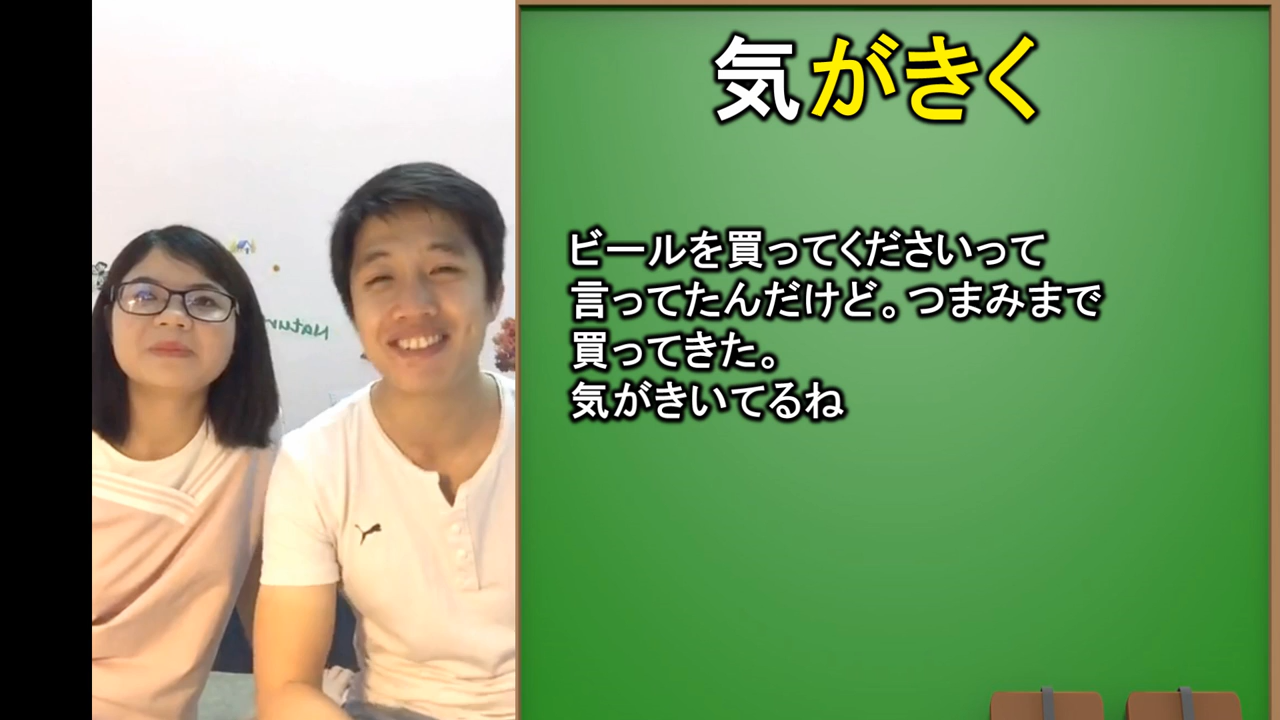 気がきく
ビールを買ってくださいって
言ってたんだけど。つまみまで
買ってきた。
気がきいてるね